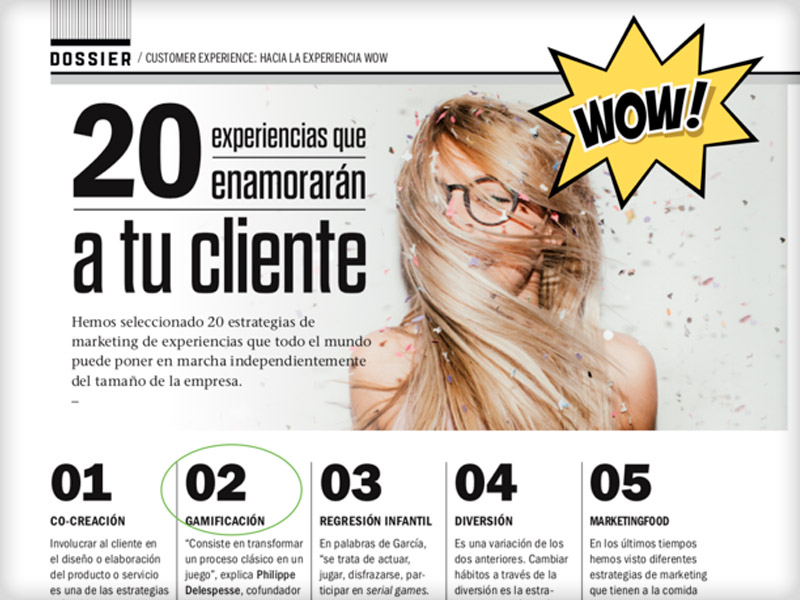 DOSSIER / CUSTOMER EXPERIENCE: HACIA LA EXPERIENCIA WOW
WOW!
20 experiencias que
enamorarán
a tu cliente
Hemos seleccionado 20 estrategias de
marketing de experiencias que todo el mundo
puede poner en marcha independientemente
del tamaño de la empresa.
–
01
CO-CREACIÓN
Involucrar al cliente en
el diseño o elaboración
del producto o servicio
es una de las estrategias
02
GAMIFICACIÓN
“Consiste en transformar
un proceso clásico en un
juego”, explica Philippe
Delespesse, cofundador
03
REGRESIÓN INFANTIL
En palabras de García,
“se trata de actuar,
jugar, disfrazarse, par-
ticipar en serial games.
04
DIVERSIÓN
Es una variación de los
dos anteriores. Cambiar
hábitos a través de la
diversión es la estra-
05
MARKETINGFOOD
En los últimos tiempos
hemos visto diferentes
estrategias de marketing
que tienen a la comida